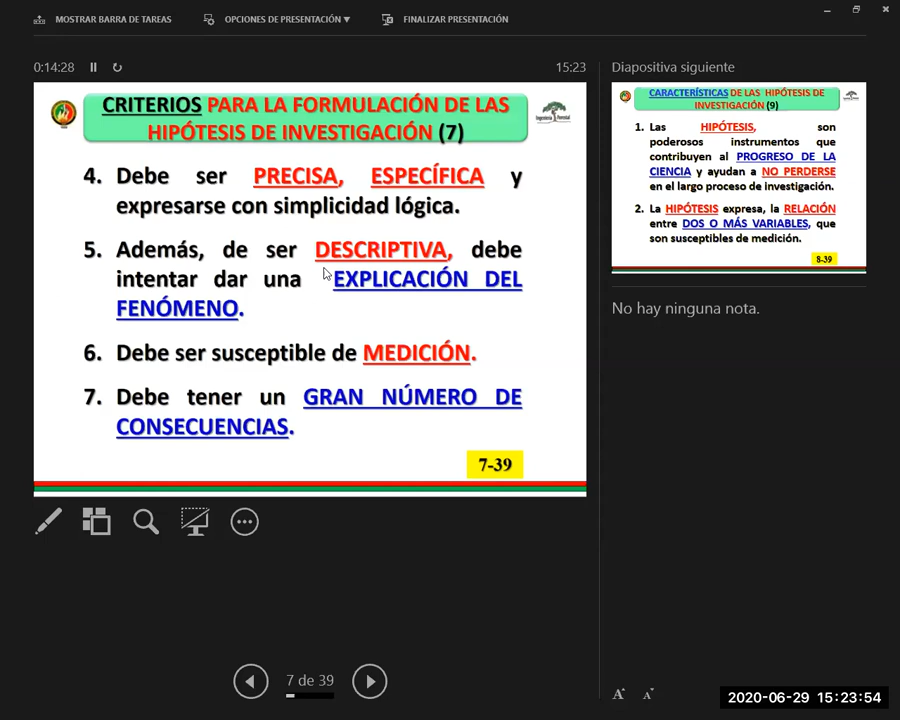 MOSTRAR BARRA DE TAREAS
OPCIONES DE PRESENTACIÓN ▼
FINALIZAR PRESENTACIÓN
0:14:28
15:23
CRITERIOS PARA LA FORMULACIÓN DE LAS
HIPÓTESIS DE INVESTIGACIÓN (7)
Ingeniería Forestal
4. Debe ser PRECISA, ESPECÍFICA y
expresarse con simplicidad lógica.
5. Además, de ser DESCRIPTIVA, debe
intentar dar una EXPLICACIÓN DEL
FENÓMENO.
6. Debe ser susceptible de MEDICIÓN.
7. Debe tener un GRAN NÚMERO DE
CONSECUENCIAS.
7-39
Diapositiva siguiente
CARACTERÍSTICAS DE LAS HIPÓTESIS DE
INVESTIGACIÓN (9)
1. Las HIPÓTESIS, son
poderosos instrumentos que
contribuyen al PROGRESO DE LA
CIENCIA y ayudan a NO PERDERSE
en el largo proceso de investigación.
2. La HIPÓTESIS expresa, la RELACIÓN
entre DOS O MÁS VARIABLES, que
son susceptibles de medición.
8-39
No hay ninguna nota.
7 de 39
A A
2020-06-29 15:23:54